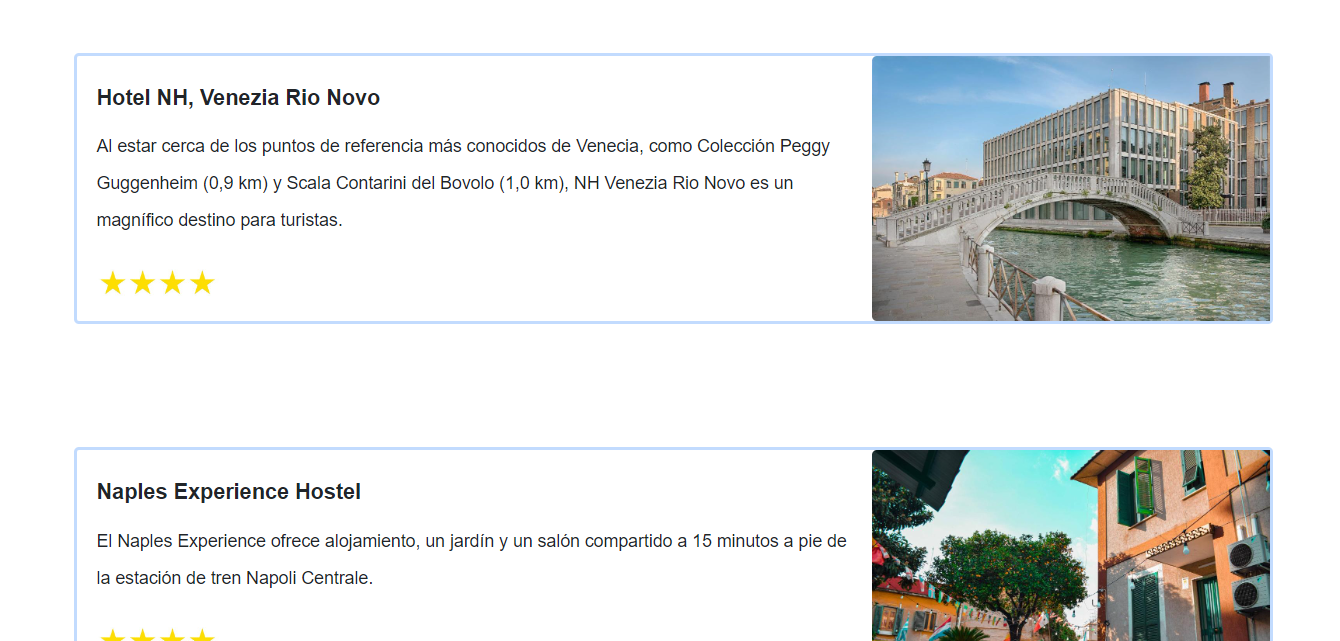 Hotel NH, Venezia Rio Novo
Al estar cerca de los puntos de referencia más conocidos de Venecia, como Colección Peggy
Guggenheim (0,9 km) y Scala Contarini del Bovolo (1,0 km), NH Venezia Rio Novo es un
magnífico destino para turistas.
Naples Experience Hostel
El Naples Experience ofrece alojamiento, un jardín y un salón compartido a 15 minutos a pie de
la estación de tren Napoli Centrale.